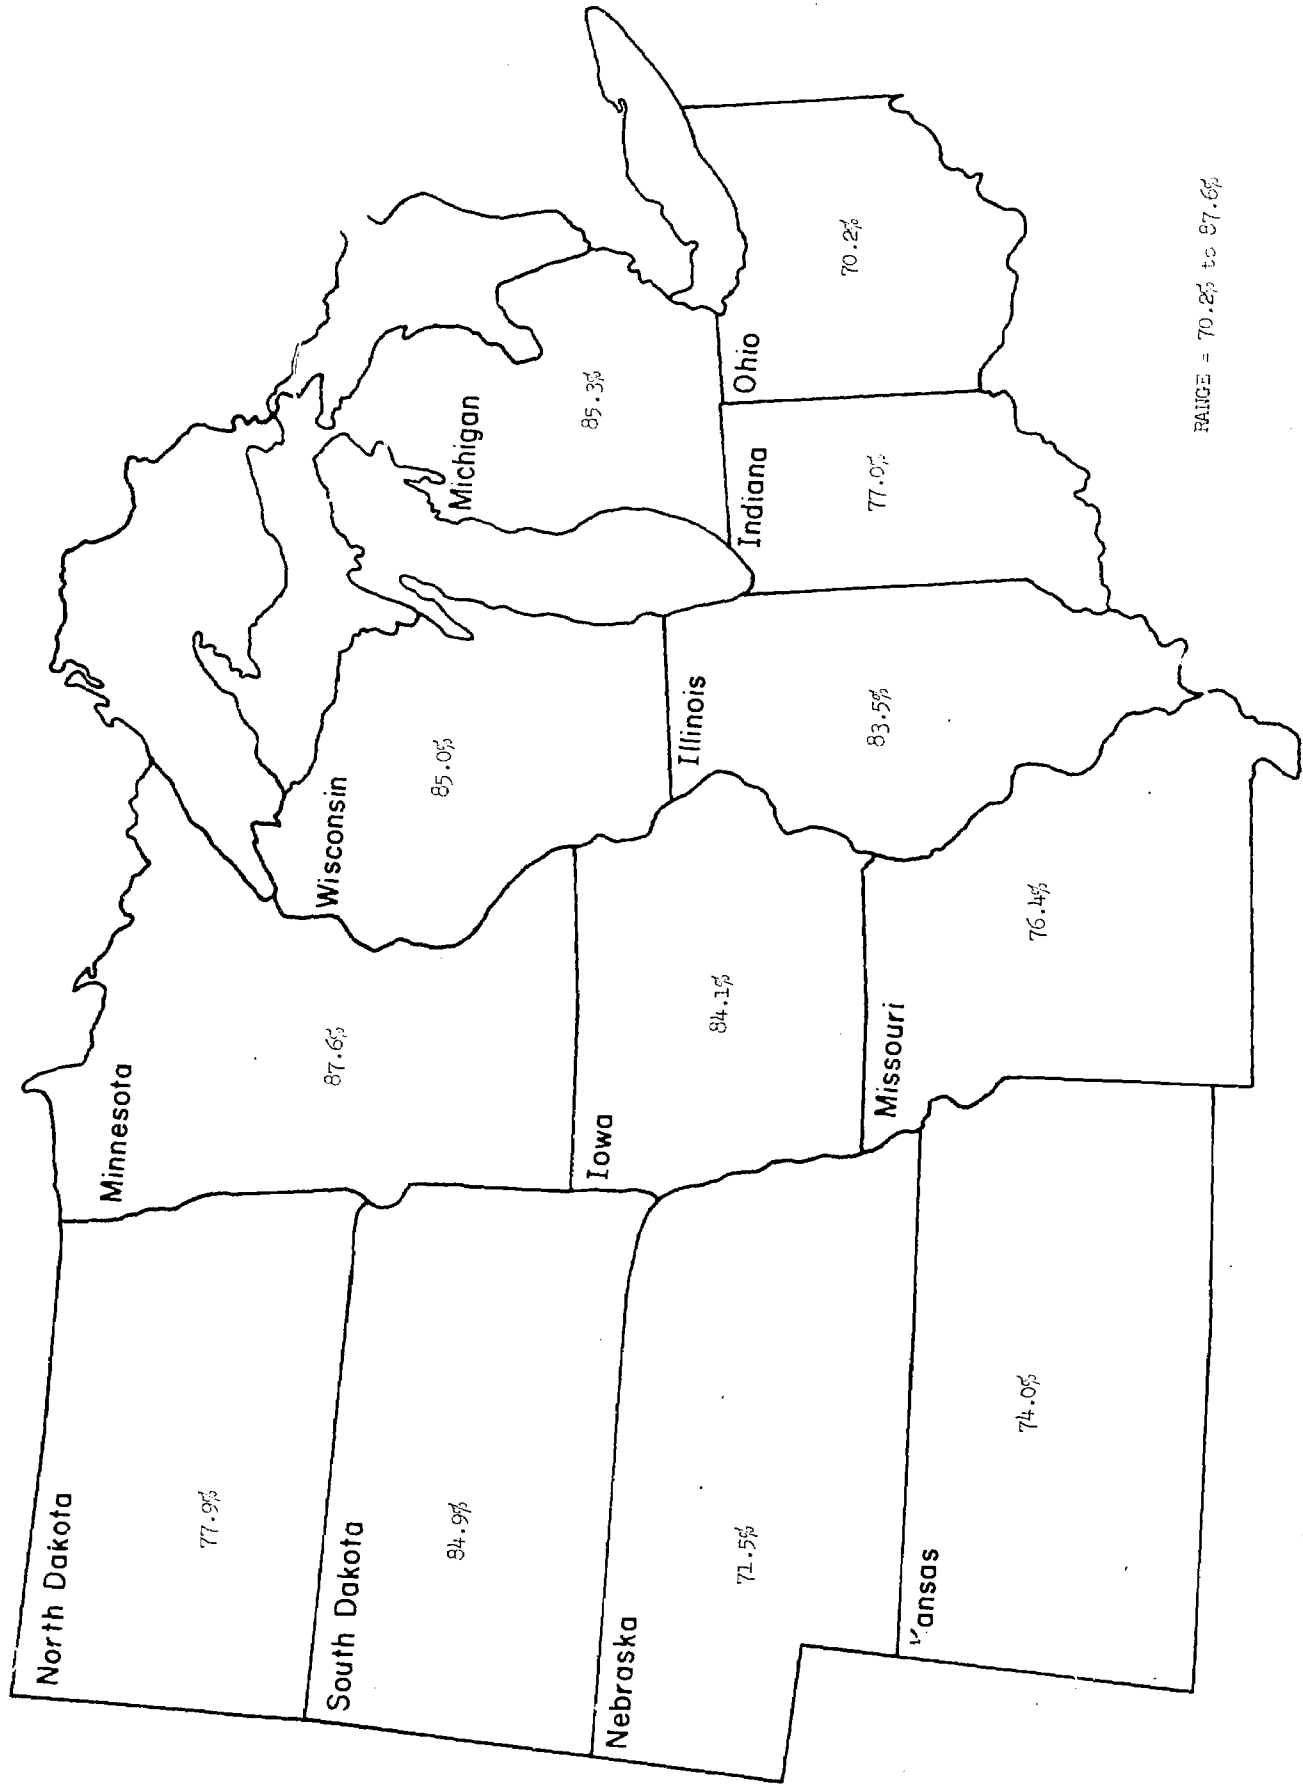 North Dakota
77.9%
Minnesota
87.6%
South Dakota
84.9%
Wisconsin
85.0%
Michigan
85.3%
Nebraska
71.5%
Iowa
84.1%
Illinois
83.5%
Indiana
77.0%
Ohio
70.2%
Kansas
74.0%
Missouri
76.4%
RANGE = 70.2% to 87.6%